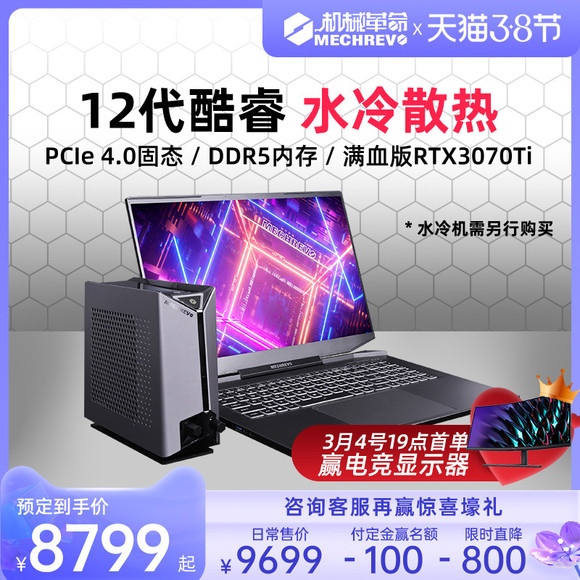 机械革命 MECHREVO x 天猫3.8节
12代酷睿 水冷散热
PCIe 4.0固态 / DDR5内存 / 满血版RTX3070Ti
* 水冷机需另行购买
MECHREVO
MECHREVO
MECHREVO
3月4号19点首单
赢电竞显示器
预定到手价
¥8799起
咨询客服再赢惊喜壕礼
日常售价 付定金赢名额 限时直降
¥9699 - 100 - 800